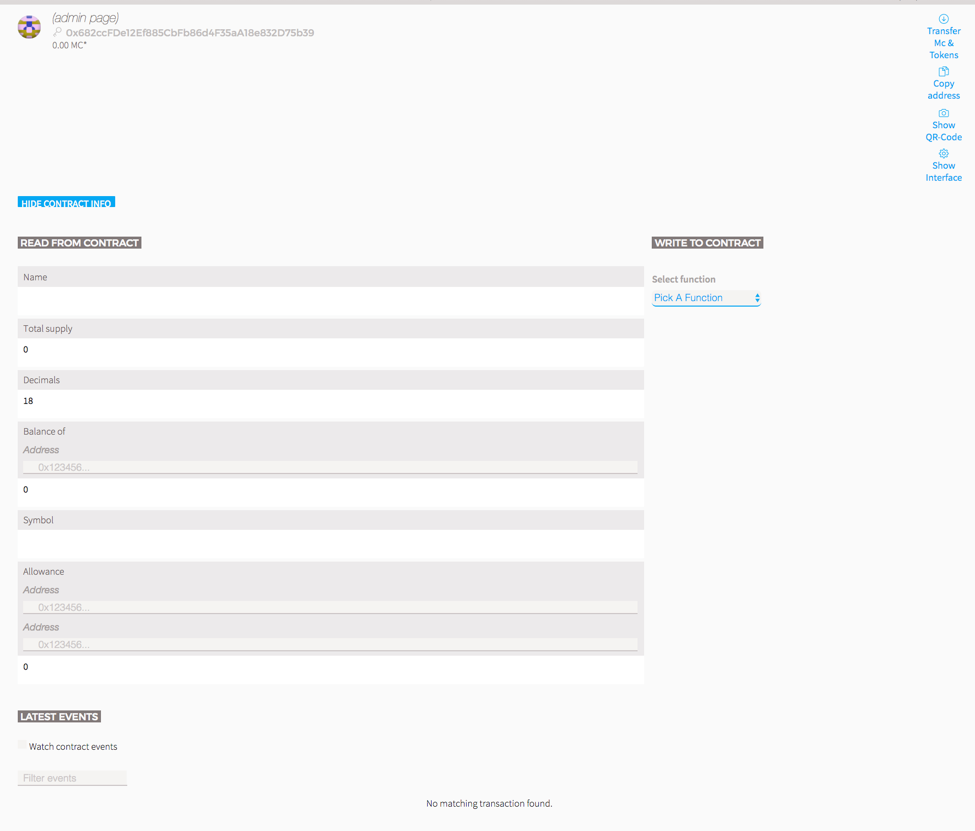 (admin page)
0x682ccFDe12EfB85CbFb86d4F35aA18e832D75b39
0.00 MC*
Transfer
Mc &
Tokens
Copy
address
Show
QR-Code
Show
Interface
HIDE CONTRACT INFO
READ FROM CONTRACT
WRITE TO CONTRACT
Name
Select function
Pick A Function
Total supply
0
Decimals
18
Balance of
Address
0x123456...
0
Symbol
Allowance
Address
0x123456...
Address
0x123456...
0
LATEST EVENTS
Watch contract events
Filter events
No matching transaction found.